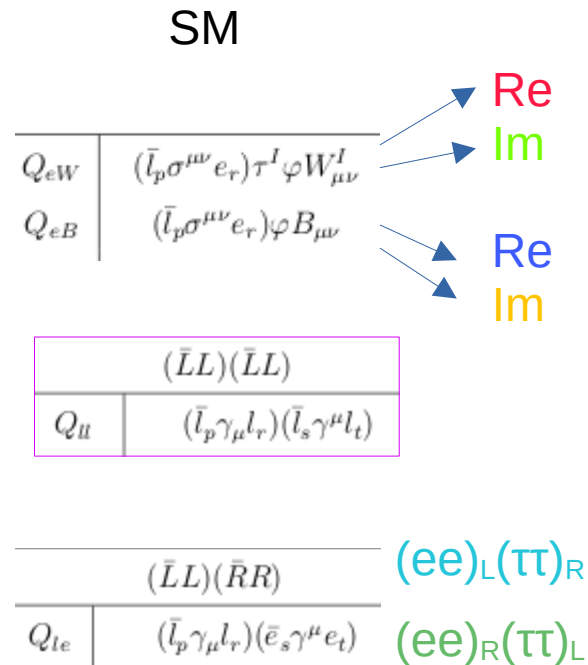 SM
Re
Im
Q_{eW} (\bar{l}_p σ^{μν} e_r) τ^I φ W^I_{μν}
Q_{eB} (\bar{l}_p σ^{μν} e_r) φ B_{μν}
Re
Im
(\bar{L}L)(\bar{L}L)
Q_{ll} (\bar{l}_p γ_μ l_r)(\bar{l}_s γ^μ l_t)
(\bar{L}L)(\bar{R}R)
(ee)_L(ττ)_R
Q_{le} (\bar{l}_p γ_μ l_r)(\bar{e}_s γ^μ e_t)
(ee)_R(ττ)_L